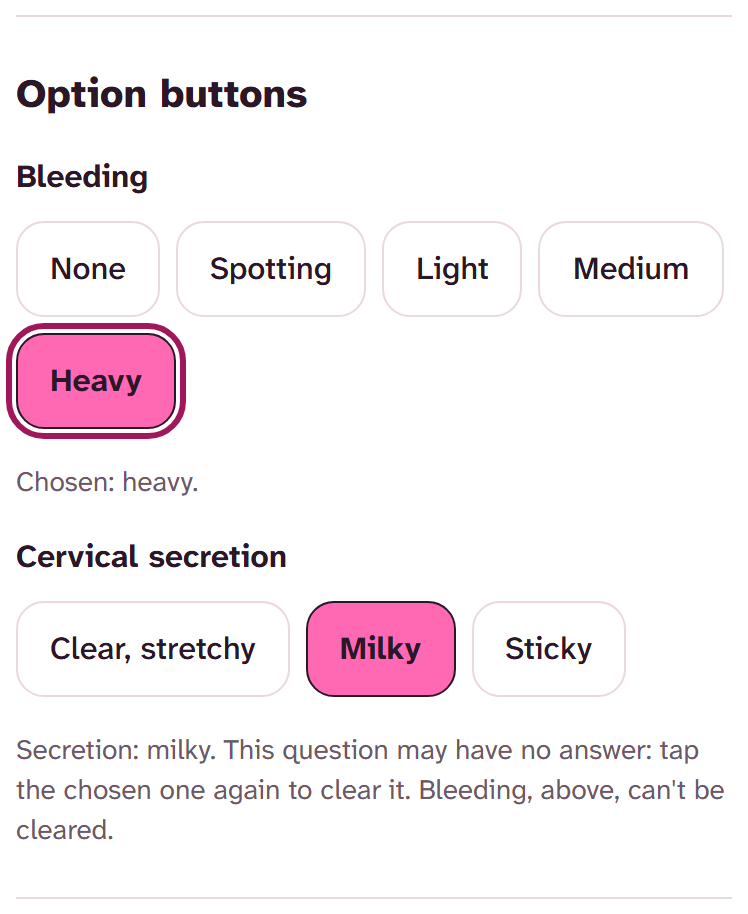 Option buttons
Bleeding
None Spotting Light Medium
Heavy
Chosen: heavy.
Cervical secretion
Clear, stretchy Milky Sticky
Secretion: milky. This question may have no answer: tap
the chosen one again to clear it. Bleeding, above, can't be
cleared.